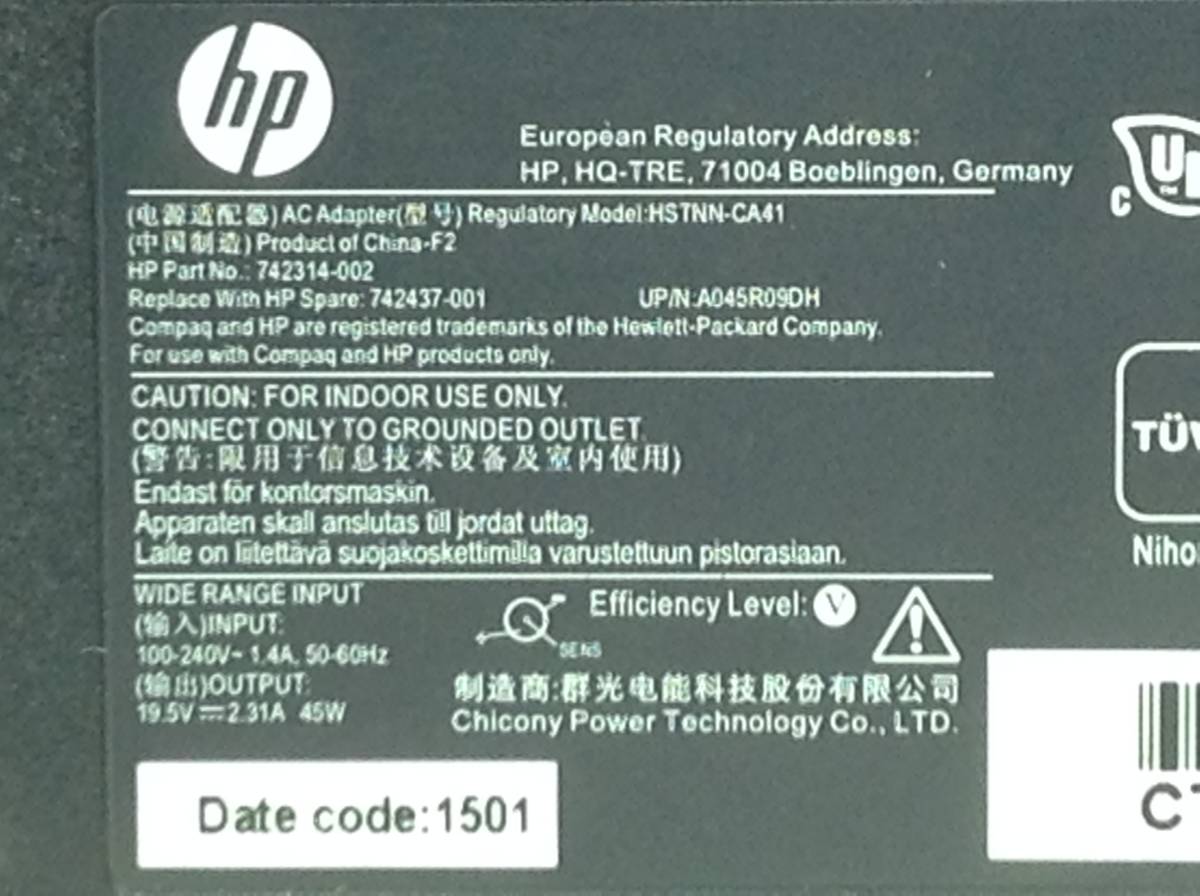 hp
European Regulatory Address:
HP, HQ-TRE, 71004 Boeblingen, Germany
(电源适配器) AC Adapter(型号) Regulatory Model:HSTNN-CA41
(中国制造) Product of China-F2
HP Part No.: 742314-002
Replace With HP Spare: 742437-001 UP/N:A045R09DH
Compaq and HP are registered trademarks of the Hewlett-Packard Company.
For use with Compaq and HP products only.
CAUTION: FOR INDOOR USE ONLY.
CONNECT ONLY TO GROUNDED OUTLET.
(警告:限用于信息技术设备及室内使用)
Endast för kontorsmaskin.
Apparaten skall anslutas till jordat uttag.
Laite on liitettävä suojakoskettimilla varustettuun pistorasiaan.
WIDE RANGE INPUT
(输入)INPUT:
100-240V~ 1.4A, 50-60Hz
(输出)OUTPUT:
19.5V⎓2.31A 45W
Efficiency Level: V
SENS
制造商:群光电能科技股份有限公司
Chicony Power Technology Co., LTD.
Date code:1501
C
TÜV
Niho
C